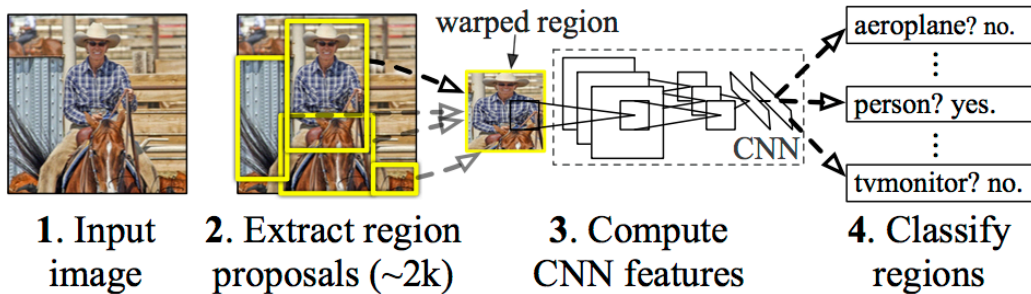 warped region
aeroplane? no.
⋮
person? yes.
CNN
⋮
tvmonitor? no.
1. Input
image
2. Extract region
proposals (~2k)
3. Compute
CNN features
4. Classify
regions